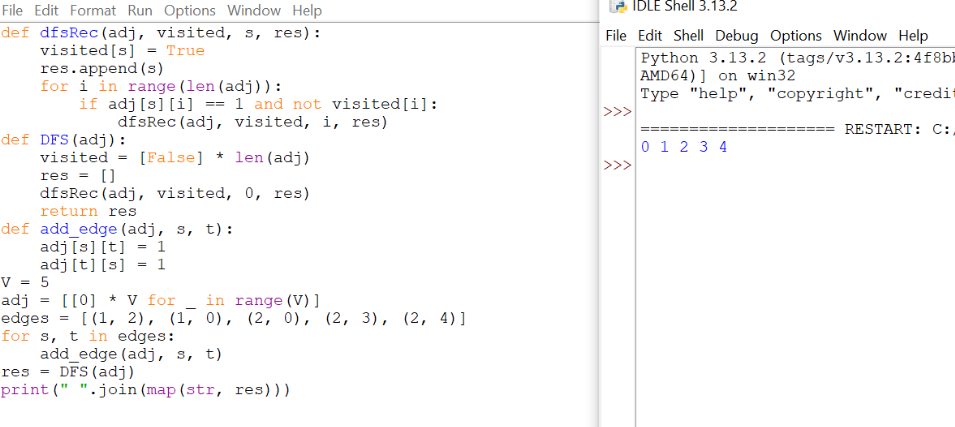 File Edit Format Run Options Window Help
def dfsRec(adj, visited, s, res):
    visited[s] = True
    res.append(s)
    for i in range(len(adj)):
        if adj[s][i] == 1 and not visited[i]:
            dfsRec(adj, visited, i, res)
def DFS(adj):
    visited = [False] * len(adj)
    res = []
    dfsRec(adj, visited, 0, res)
    return res
def add_edge(adj, s, t):
    adj[s][t] = 1
    adj[t][s] = 1
V = 5
adj = [[0] * V for _ in range(V)]
edges = [(1, 2), (1, 0), (2, 0), (2, 3), (2, 4)]
for s, t in edges:
    add_edge(adj, s, t)
res = DFS(adj)
print(" ".join(map(str, res)))
IDLE Shell 3.13.2
File Edit Shell Debug Options Window Help
Python 3.13.2 (tags/v3.13.2:4f8b
AMD64)] on win32
Type "help", "copyright", "credit
>>>
==================== RESTART: C:/
0 1 2 3 4
>>>